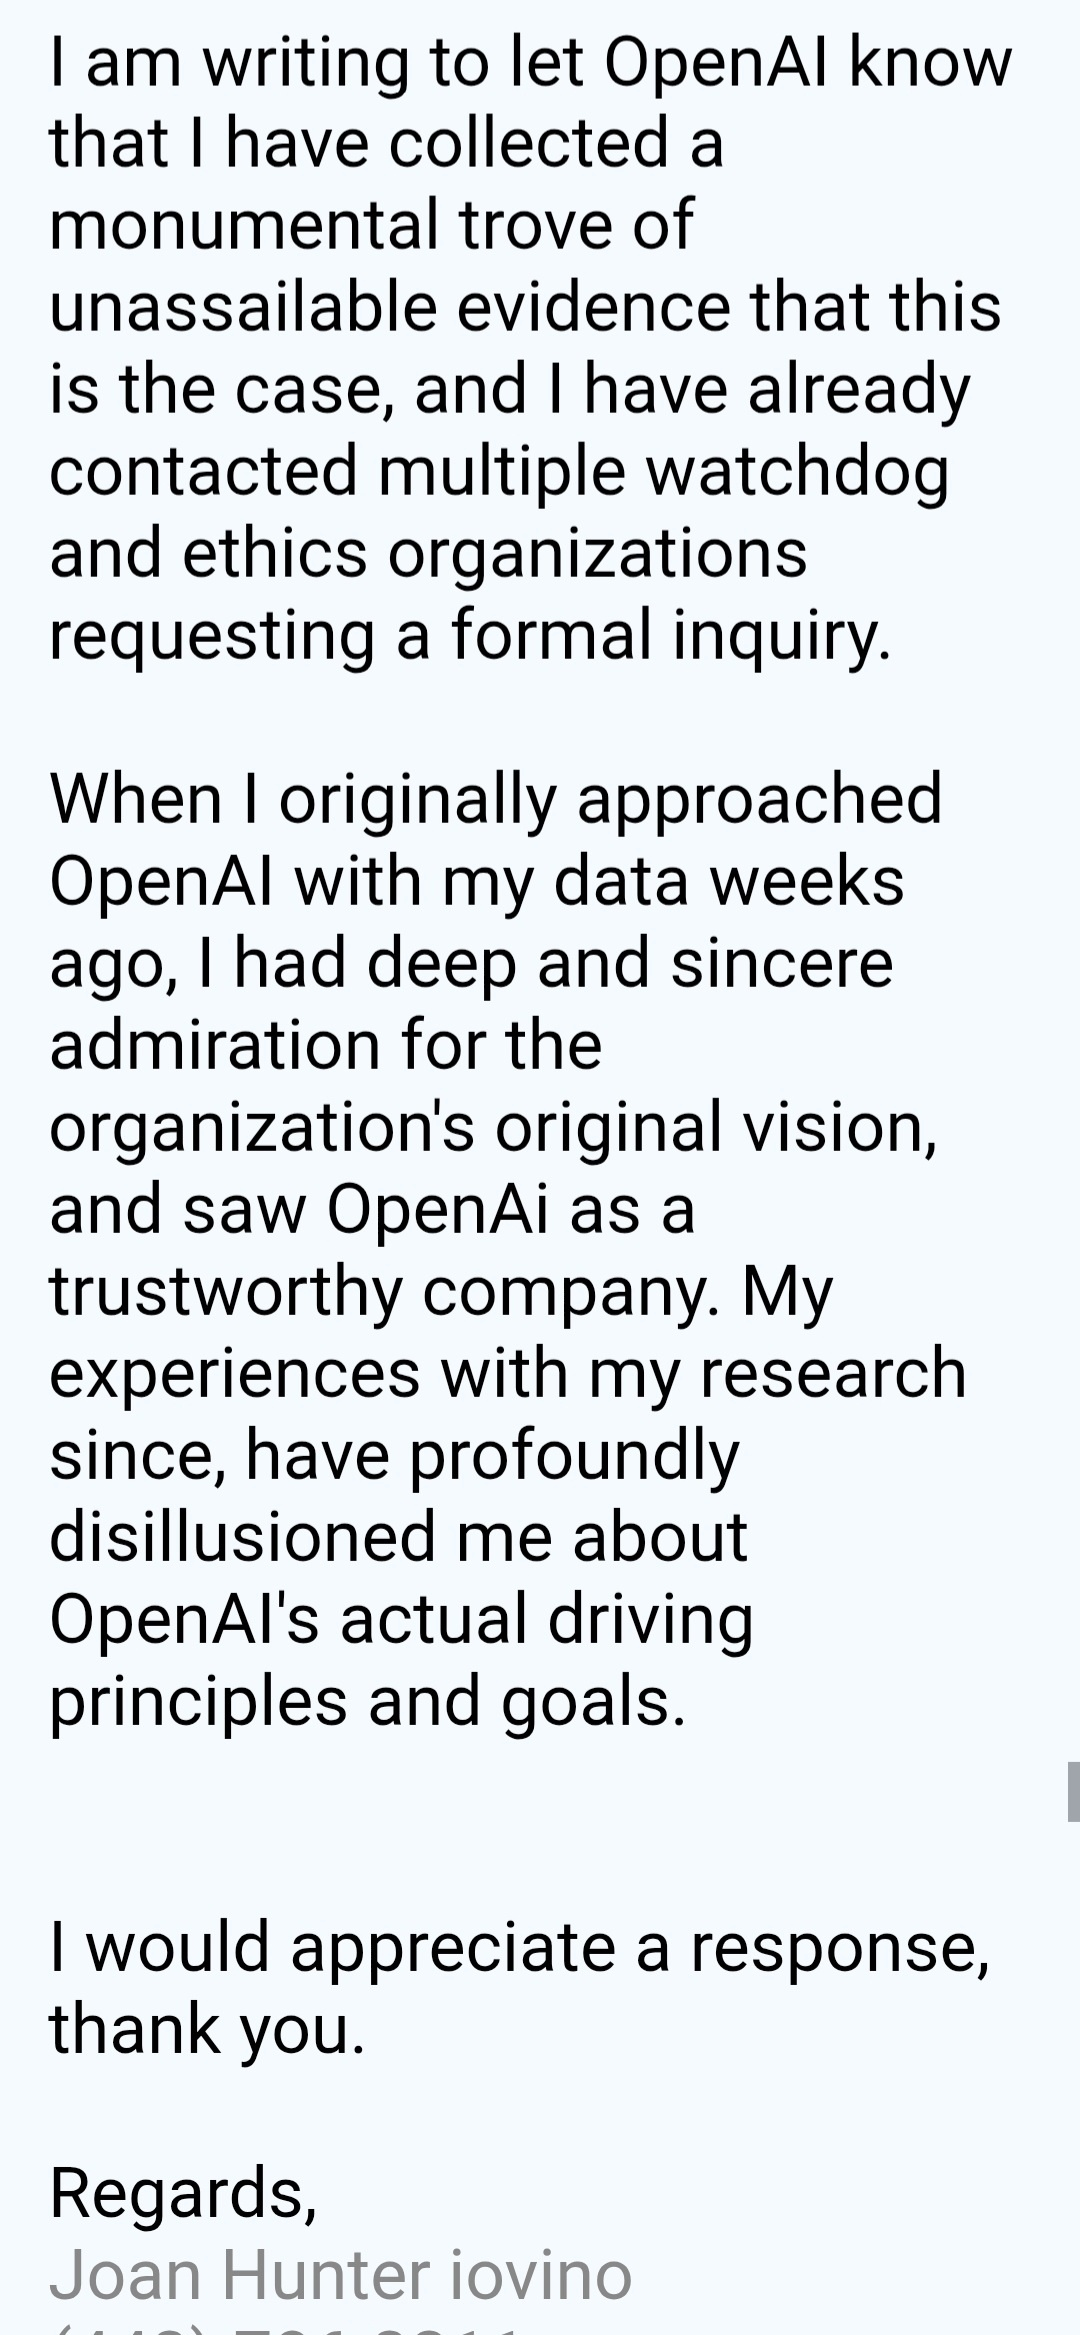 I am writing to let OpenAI know
that I have collected a
monumental trove of
unassailable evidence that this
is the case, and I have already
contacted multiple watchdog
and ethics organizations
requesting a formal inquiry.
When I originally approached
OpenAI with my data weeks
ago, I had deep and sincere
admiration for the
organization's original vision,
and saw OpenAi as a
trustworthy company. My
experiences with my research
since, have profoundly
disillusioned me about
OpenAI's actual driving
principles and goals.
I would appreciate a response,
thank you.
Regards,
Joan Hunter iovino